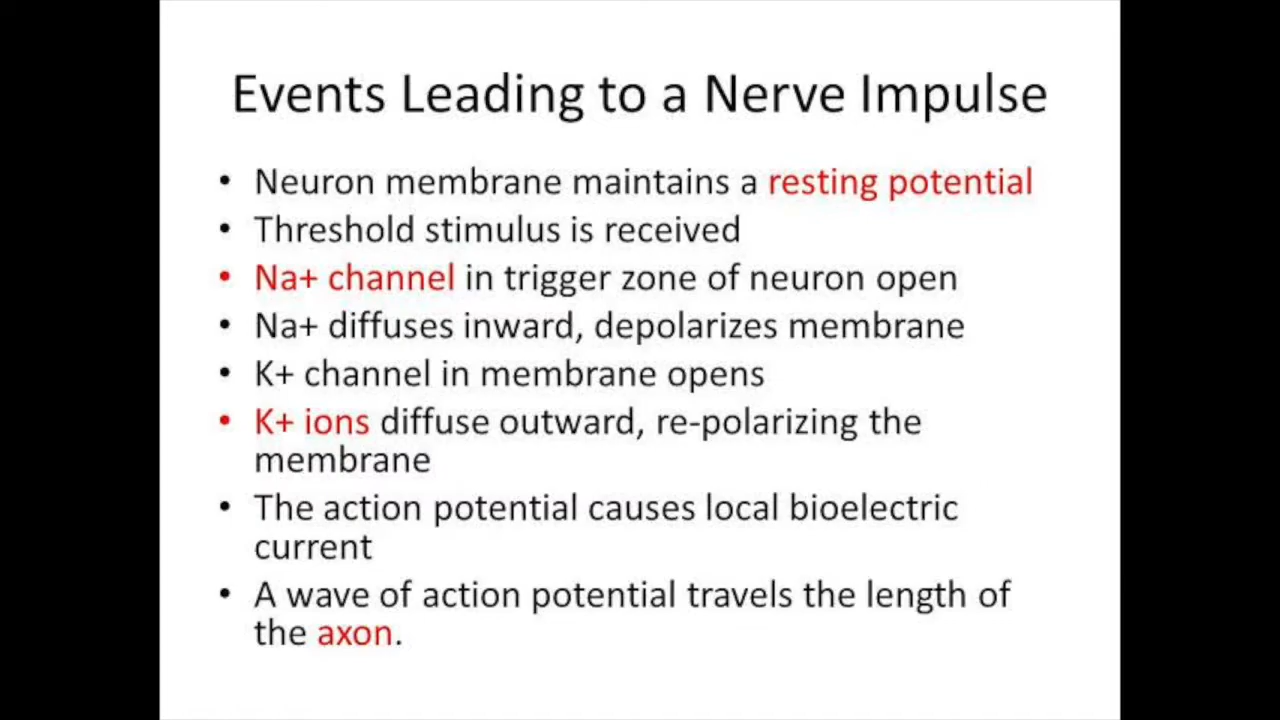 Events Leading to a Nerve Impulse
• Neuron membrane maintains a resting potential
• Threshold stimulus is received
• Na+ channel in trigger zone of neuron open
• Na+ diffuses inward, depolarizes membrane
• K+ channel in membrane opens
• K+ ions diffuse outward, re-polarizing the
membrane
• The action potential causes local bioelectric
current
• A wave of action potential travels the length of
the axon.